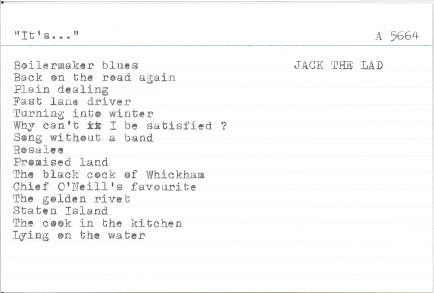 "It's..." A 5664
Boilermaker blues JACK THE LAD
Back on the road again
Plain dealing
Fast lane driver
Turning into winter
Why can't I be satisfied ?
Song without a band
Rosalee
Promised land
The black cock of Whickham
Chief O'Neill's favourite
The golden rivet
Staten Island
The cook in the kitchen
Lying on the water